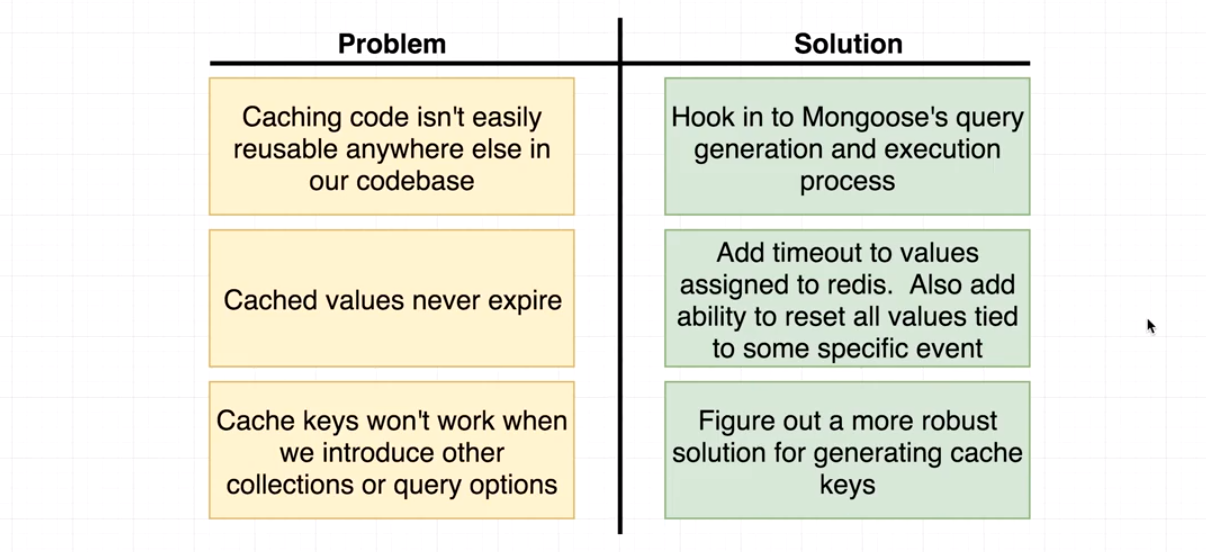 Problem
Solution
Caching code isn't easily
reusable anywhere else in
our codebase
Hook in to Mongoose's query
generation and execution
process
Cached values never expire
Add timeout to values
assigned to redis.  Also add
ability to reset all values tied
to some specific event
Cache keys won't work when
we introduce other
collections or query options
Figure out a more robust
solution for generating cache
keys